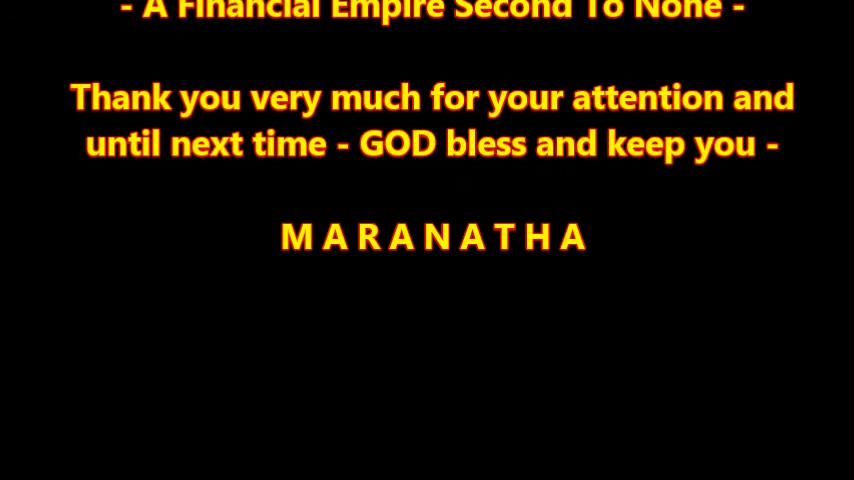 - A Financial Empire Second To None -
Thank you very much for your attention and
until next time - GOD bless and keep you -
M A R A N A T H A